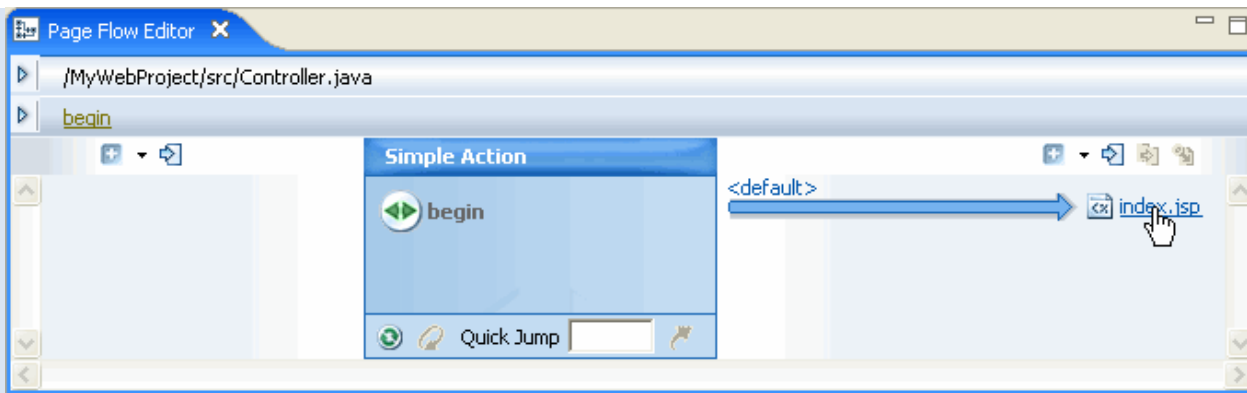 Page Flow Editor
/MyWebProject/src/Controller.java
begin
Simple Action
<default>
begin
index.jsp
Quick Jump